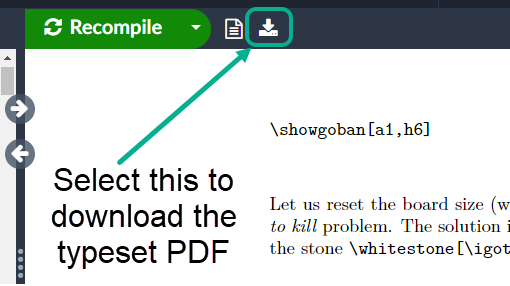 Recompile
\showgoban[a1,h6]
Select this to
download the
typeset PDF
Let us reset the board size (w
to kill problem. The solution i
the stone \whitestone[\igot